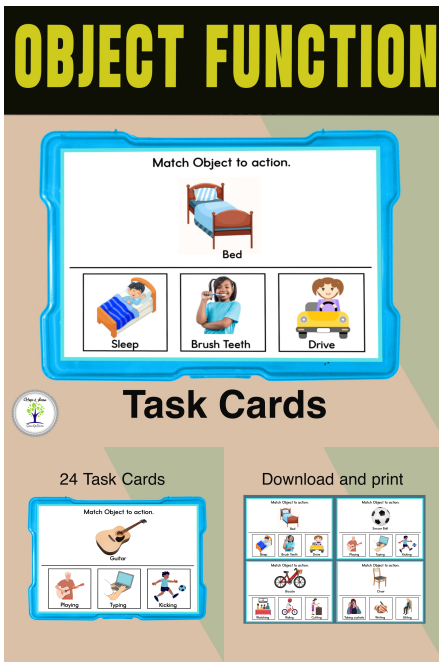 OBJECT FUNCTION
Match Object to action.
Bed
Sleep
Brush Teeth
Drive
Task Cards
24 Task Cards
Download and print
Match Object to action.
Guitar
Playing
Typing
Kicking
Match Object to action.
Bed
Sleep
Brush Teeth
Drive
Match Object to action.
Soccer Ball
Playing
Typing
Kicking
Match Object to action.
Bicycle
Watching
Riding
Cutting
Match Object to action.
Chair
Writing
Sitting